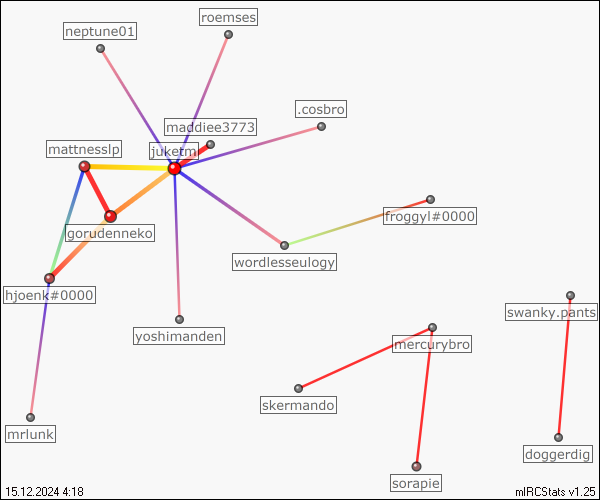 roemses
neptune01
.cosbro
maddiee3773
mattnesslp
juketm
froggyl#0000
gorudenneko
wordlesseulogy
hjoenk#0000
swanky.pants
yoshimanden
mercurybro
skermando
mrlunk
doggerdig
sorapie
15.12.2024 4:18
mIRCStats v1.25